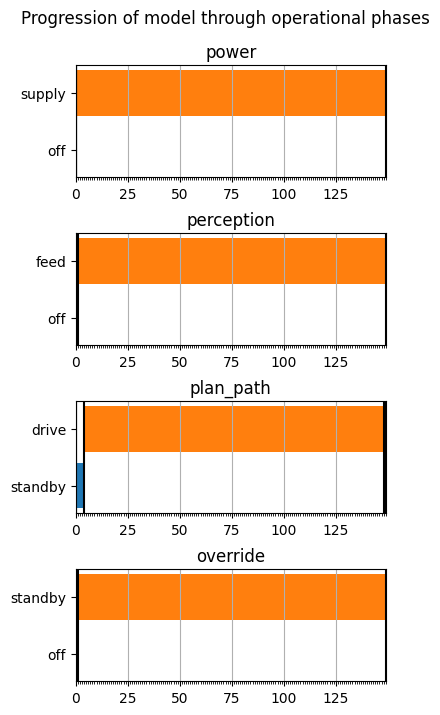 Progression of model through operational phases
power
supply
off
0 25 50 75 100 125
perception
feed
off
0 25 50 75 100 125
plan_path
drive
standby
0 25 50 75 100 125
override
standby
off
0 25 50 75 100 125